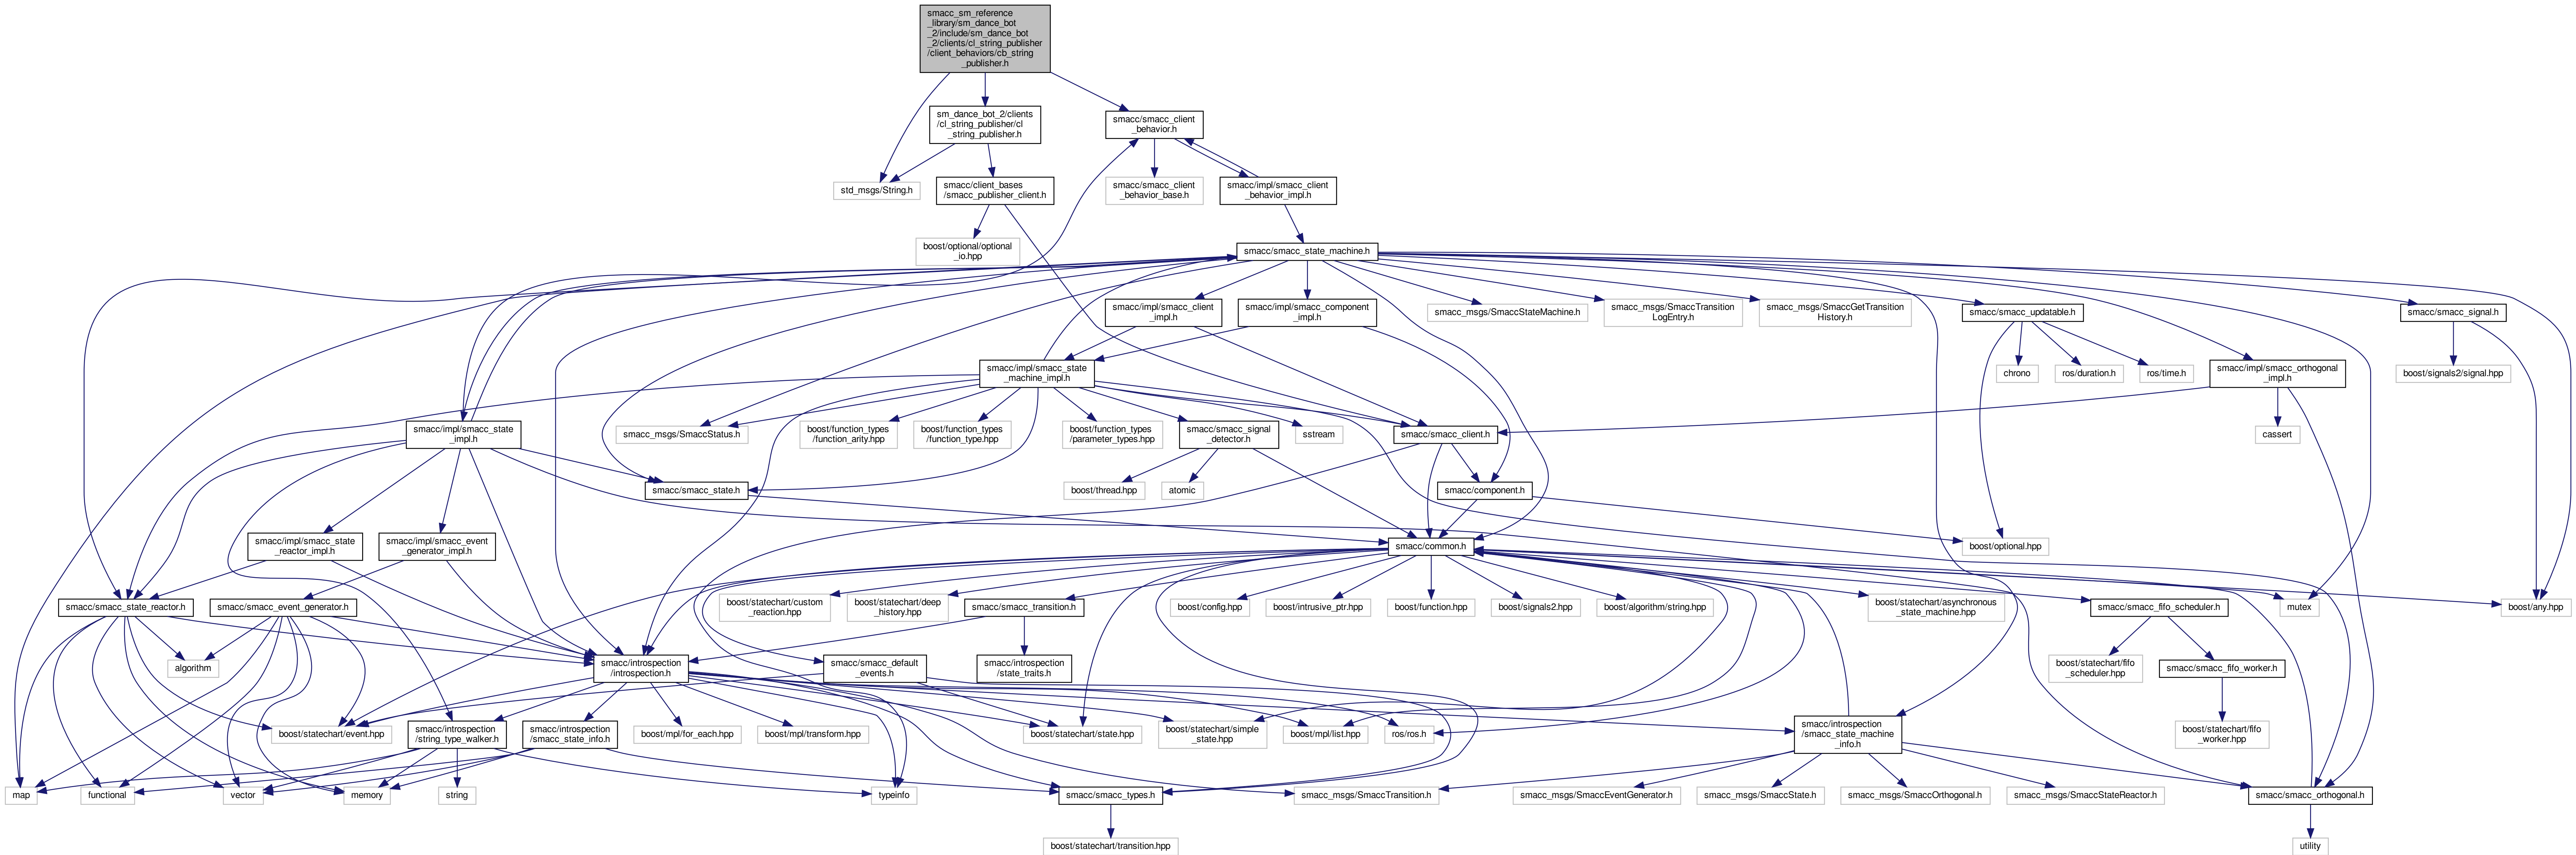 smacc_sm_reference
_library/sm_dance_bot
_2/include/sm_dance_bot
_2/clients/cl_string_publisher
/client_behaviors/cb_string
_publisher.h
sm_dance_bot_2/clients
/cl_string_publisher/cl
_string_publisher.h
smacc/smacc_client
_behavior.h
std_msgs/String.h
smacc/client_bases
/smacc_publisher_client.h
smacc/smacc_client
_behavior_base.h
smacc/impl/smacc_client
_behavior_impl.h
boost/optional/optional
_io.hpp
smacc/smacc_state_machine.h
smacc/impl/smacc_client
_impl.h
smacc/impl/smacc_component
_impl.h
smacc_msgs/SmaccStateMachine.h
smacc_msgs/SmaccTransition
LogEntry.h
smacc_msgs/SmaccGetTransition
History.h
smacc/smacc_updatable.h
smacc/smacc_signal.h
smacc/impl/smacc_state
_machine_impl.h
chrono
ros/duration.h
ros/time.h
smacc/impl/smacc_orthogonal
_impl.h
boost/signals2/signal.hpp
smacc/impl/smacc_state
_impl.h
smacc_msgs/SmaccStatus.h
boost/function_types
/function_arity.hpp
boost/function_types
/function_type.hpp
boost/function_types
/parameter_types.hpp
smacc/smacc_signal
_detector.h
sstream
smacc/smacc_client.h
cassert
smacc/smacc_state.h
boost/thread.hpp
atomic
smacc/component.h
smacc/impl/smacc_state
_reactor_impl.h
smacc/impl/smacc_event
_generator_impl.h
smacc/common.h
boost/optional.hpp
smacc/smacc_state_reactor.h
smacc/smacc_event_generator.h
boost/statechart/custom
_reaction.hpp
boost/statechart/deep
_history.hpp
smacc/smacc_transition.h
boost/config.hpp
boost/intrusive_ptr.hpp
boost/function.hpp
boost/signals2.hpp
boost/algorithm/string.hpp
boost/statechart/asynchronous
_state_machine.hpp
smacc/smacc_fifo_scheduler.h
mutex
boost/any.hpp
algorithm
smacc/introspection
/introspection.h
smacc/smacc_default
_events.h
smacc/introspection
/state_traits.h
boost/statechart/fifo
_scheduler.hpp
smacc/smacc_fifo_worker.h
boost/statechart/event.hpp
smacc/introspection
/string_type_walker.h
smacc/introspection
/smacc_state_info.h
boost/mpl/for_each.hpp
boost/mpl/transform.hpp
boost/statechart/state.hpp
boost/statechart/simple
_state.hpp
boost/mpl/list.hpp
ros/ros.h
smacc/introspection
/smacc_state_machine
_info.h
boost/statechart/fifo
_worker.hpp
map
functional
vector
memory
string
typeinfo
smacc/smacc_types.h
smacc_msgs/SmaccTransition.h
smacc_msgs/SmaccEventGenerator.h
smacc_msgs/SmaccState.h
smacc_msgs/SmaccOrthogonal.h
smacc_msgs/SmaccStateReactor.h
smacc/smacc_orthogonal.h
boost/statechart/transition.hpp
utility